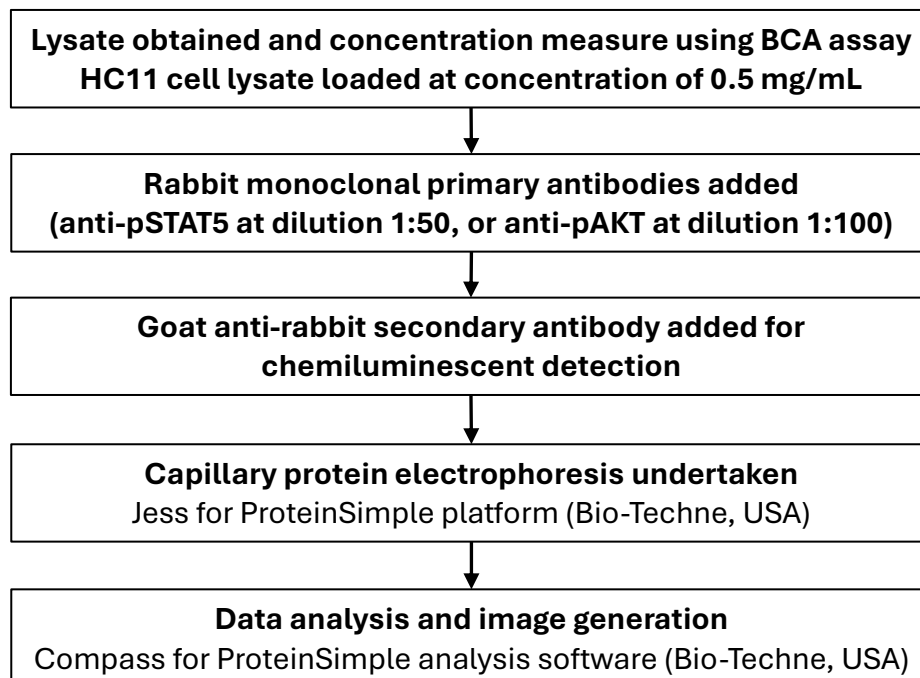 Lysate obtained and concentration measure using BCA assay
HC11 cell lysate loaded at concentration of 0.5 mg/mL
Rabbit monoclonal primary antibodies added
(anti-pSTAT5 at dilution 1:50, or anti-pAKT at dilution 1:100)
Goat anti-rabbit secondary antibody added for
chemiluminescent detection
Capillary protein electrophoresis undertaken
Jess for ProteinSimple platform (Bio-Techne, USA)
Data analysis and image generation
Compass for ProteinSimple analysis software (Bio-Techne, USA)